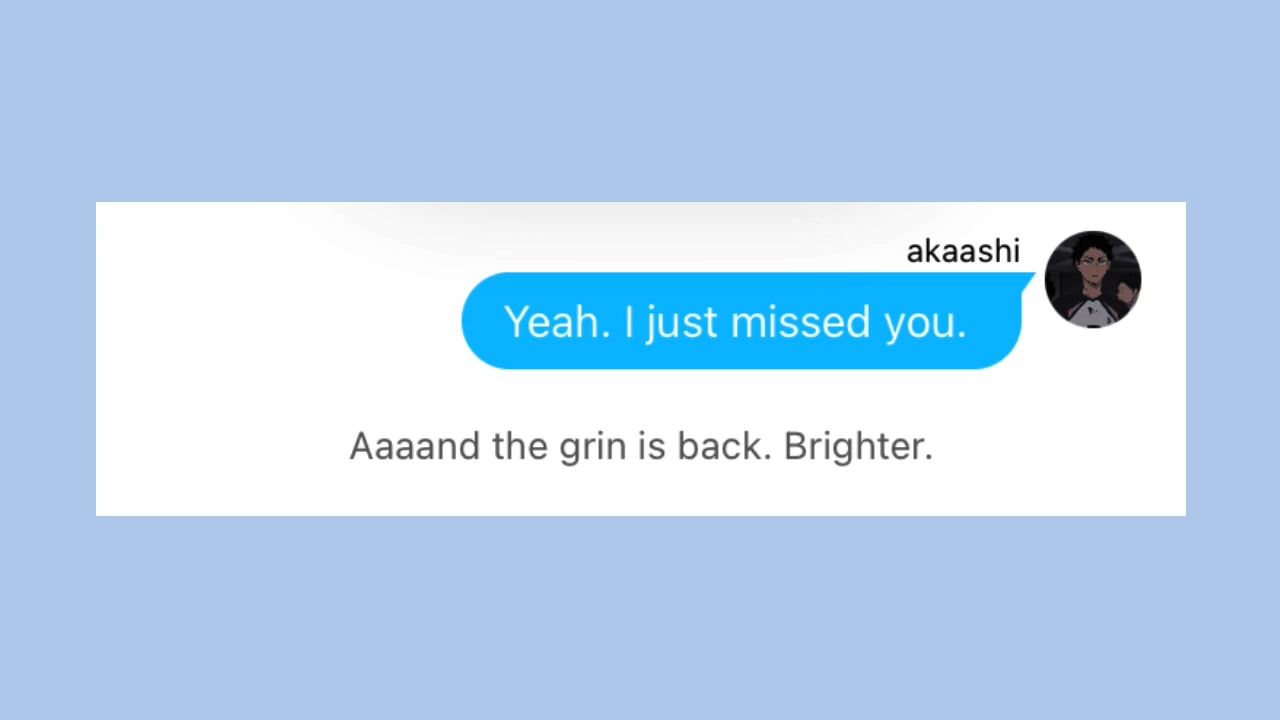 akaashi
Yeah. I just missed you.
Aaaand the grin is back. Brighter.